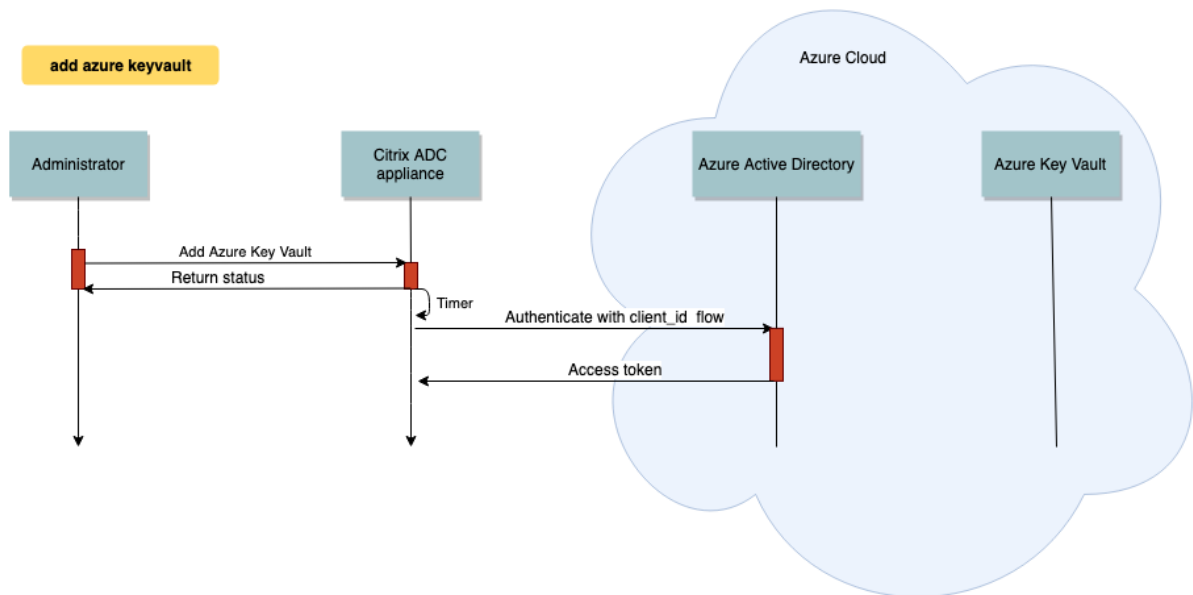 add azure keyvault
Azure Cloud
Administrator
Citrix ADC
appliance
Azure Active Directory
Azure Key Vault
Add Azure Key Vault
Return status
Timer
Authenticate with client_id flow
Access token